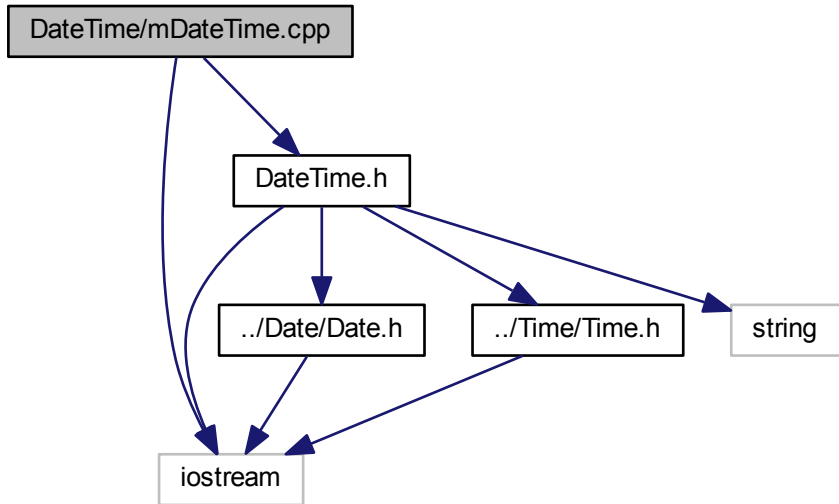 DateTime/mDateTime.cpp
DateTime.h
../Date/Date.h
../Time/Time.h
string
iostream